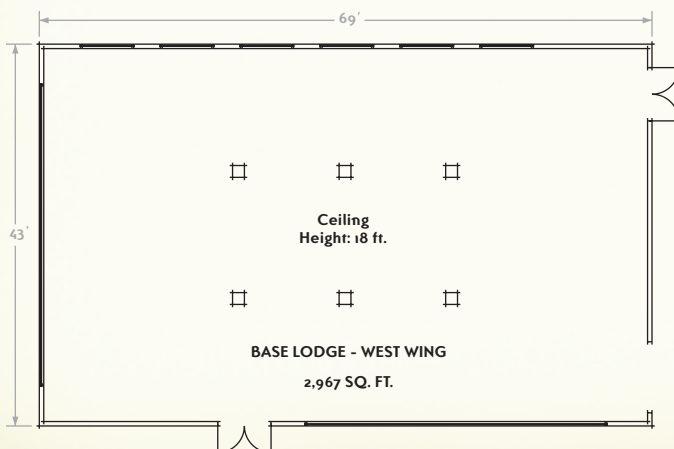 69'
43'
Ceiling
Height: 18 ft.
BASE LODGE - WEST WING
2,967 SQ. FT.